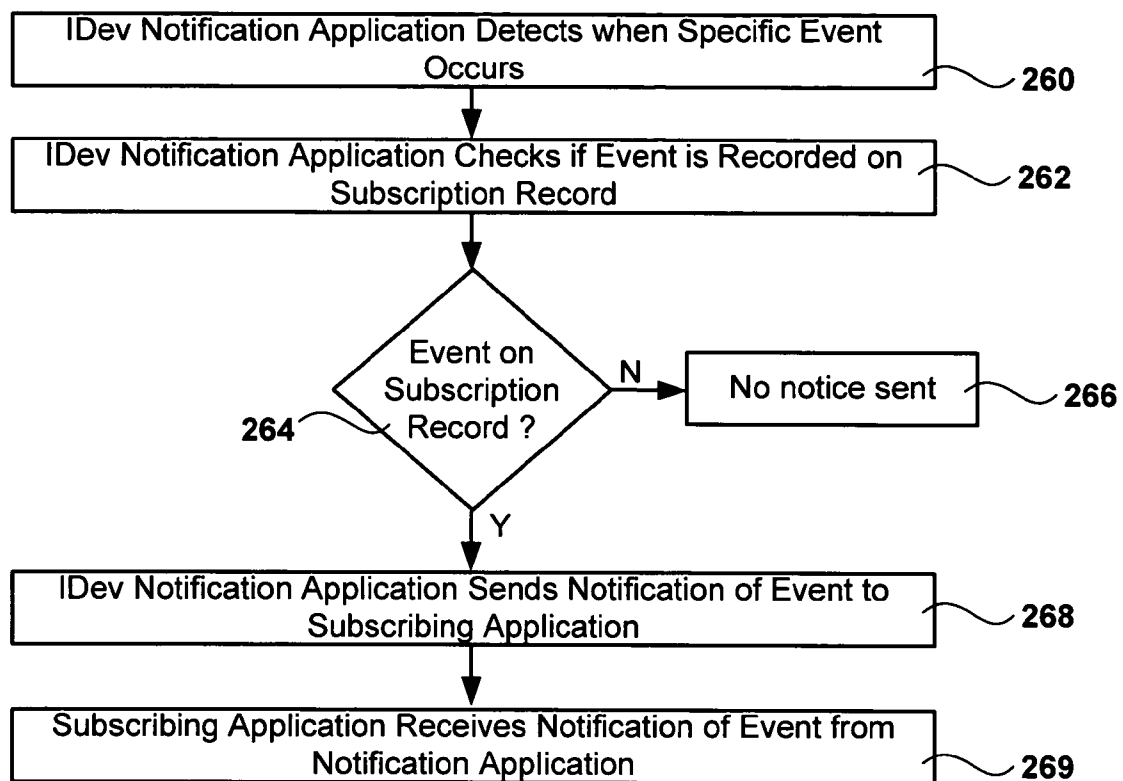 IDev Notification Application Detects when Specific Event
Occurs
260
IDev Notification Application Checks if Event is Recorded on
Subscription Record
262
Event on
Subscription
Record ?
264
N
No notice sent
266
Y
IDev Notification Application Sends Notification of Event to
Subscribing Application
268
Subscribing Application Receives Notification of Event from
Notification Application
269